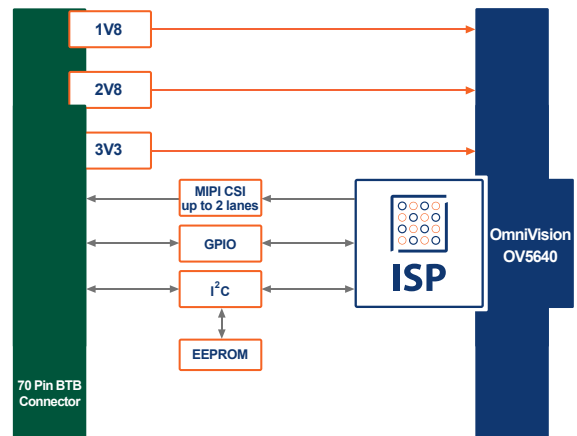 1V8
2V8
3V3
MIPI CSI
up to 2 lanes
GPIO
I²C
EEPROM
ISP
OmniVision
OV5640
70 Pin BTB
Connector